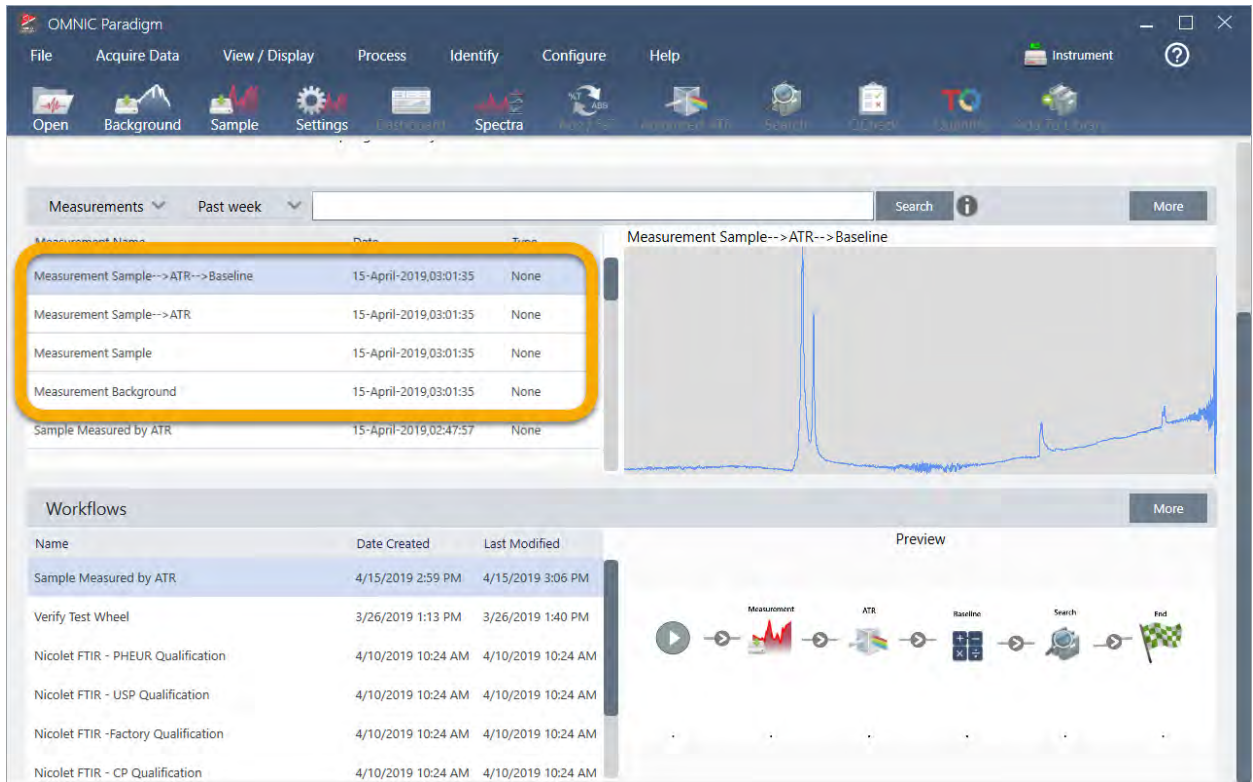 OMNIC Paradigm
File Acquire Data View / Display Process Identify Configure Help Instrument
Open Background Sample Settings Dashboard Spectra Advanced ATR Search QCheck Quantify Add To Library
Measurements Past week Search More
Measurement Name Date Type
Measurement Sample-->ATR-->Baseline 15-April-2019,03:01:35 None
Measurement Sample-->ATR 15-April-2019,03:01:35 None
Measurement Sample 15-April-2019,03:01:35 None
Measurement Background 15-April-2019,03:01:35 None
Sample Measured by ATR 15-April-2019,02:47:57 None
Measurement Sample-->ATR-->Baseline
Workflows More
Name Date Created Last Modified
Sample Measured by ATR 4/15/2019 2:59 PM 4/15/2019 3:06 PM
Verify Test Wheel 3/26/2019 1:13 PM 3/26/2019 1:40 PM
Nicolet FTIR - PHEUR Qualification 4/10/2019 10:24 AM 4/10/2019 10:24 AM
Nicolet FTIR - USP Qualification 4/10/2019 10:24 AM 4/10/2019 10:24 AM
Nicolet FTIR -Factory Qualification 4/10/2019 10:24 AM 4/10/2019 10:24 AM
Nicolet FTIR - CP Qualification 4/10/2019 10:24 AM 4/10/2019 10:24 AM
Preview
Measurement ATR Baseline Search End